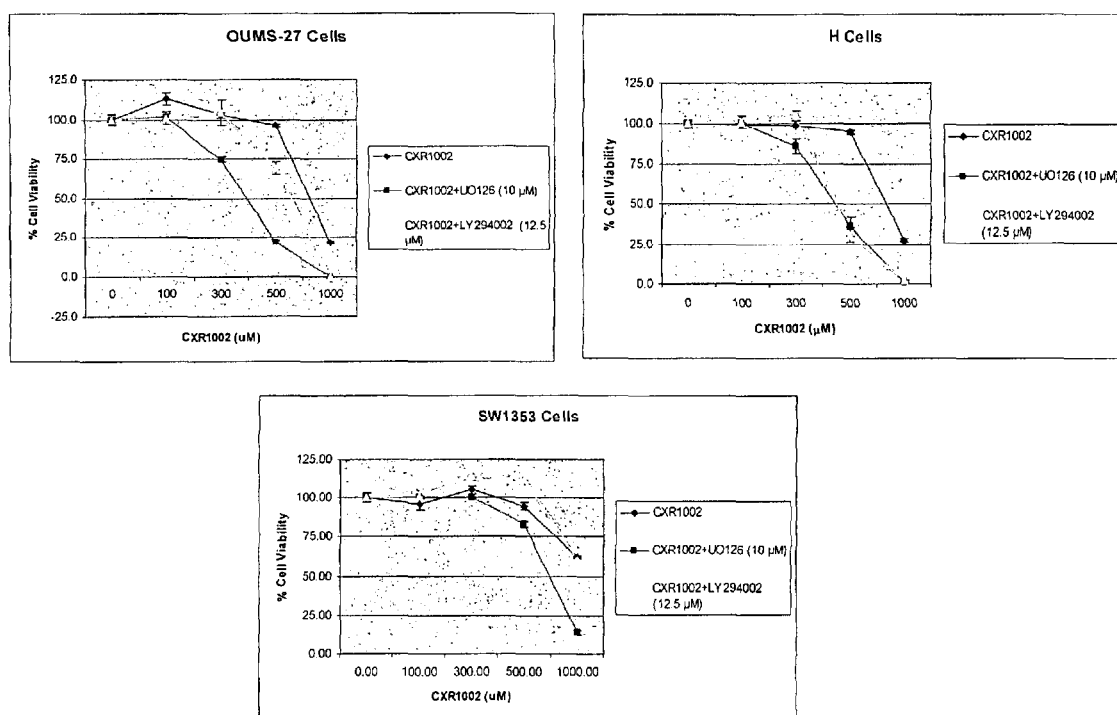 OUMS-27 Cells
% Cell Viability
125.0
100.0
75.0
50.0
25.0
0.0
-25.0
0 100 300 500 1000
CXR1002 (uM)
CXR1002
CXR1002+UO126 (10 µM)
CXR1002+LY294002 (12.5
µM)
H Cells
% Cell Viability
125.0
100.0
75.0
50.0
25.0
0.0
0 100 300 500 1000
CXR1002 (µM)
CXR1002
CXR1002+UO126 (10 µM)
CXR1002+LY294002
(12.5 µM)
SW1353 Cells
% Cell Viability
125.00
100.00
75.00
50.00
25.00
0.00
0.00 100.00 300.00 500.00 1000.00
CXR1002 (uM)
CXR1002
CXR1002+UO126 (10 µM)
CXR1002+LY294002
(12.5 µM)